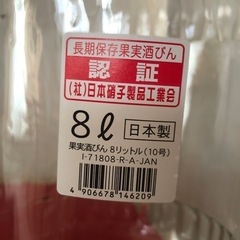 長期保存果実酒びん
認証
(社)日本硝子製品工業会
8ℓ
日本製
果実酒びん 8リットル(10号)
I-71808-R-A-JAN
4 906678 146209